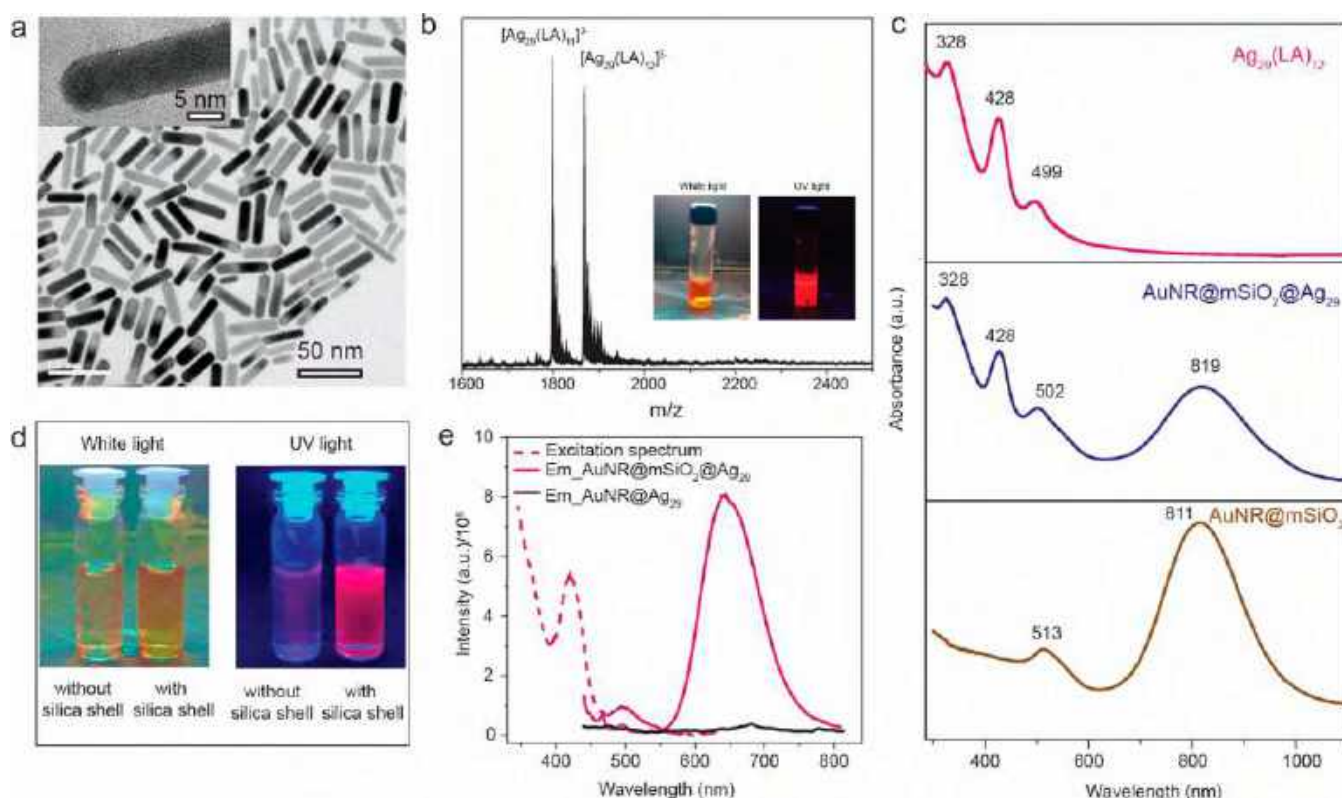 a
5 nm
50 nm
b
[Ag₂₉(LA)₁₁]³⁻
[Ag₂₉(LA)₁₂]³⁻
White light
UV light
1600 1800 2000 2200 2400
m/z
c
328
428
499
Ag₂₉(LA)₁₂
328
428
502
819
AuNR@mSiO₂@Ag₂₉
513
811
AuNR@mSiO₂
Absorbance (a.u.)
400 600 800 1000
Wavelength (nm)
d
White light
UV light
without
silica shell
with
silica shell
without
silica shell
with
silica shell
e
Excitation spectrum
Em_AuNR@mSiO₂@Ag₂₉
Em_AuNR@Ag₂₉
Intensity (a.u.)/10⁶
10
8
6
4
2
0
400 500 600 700 800
Wavelength (nm)